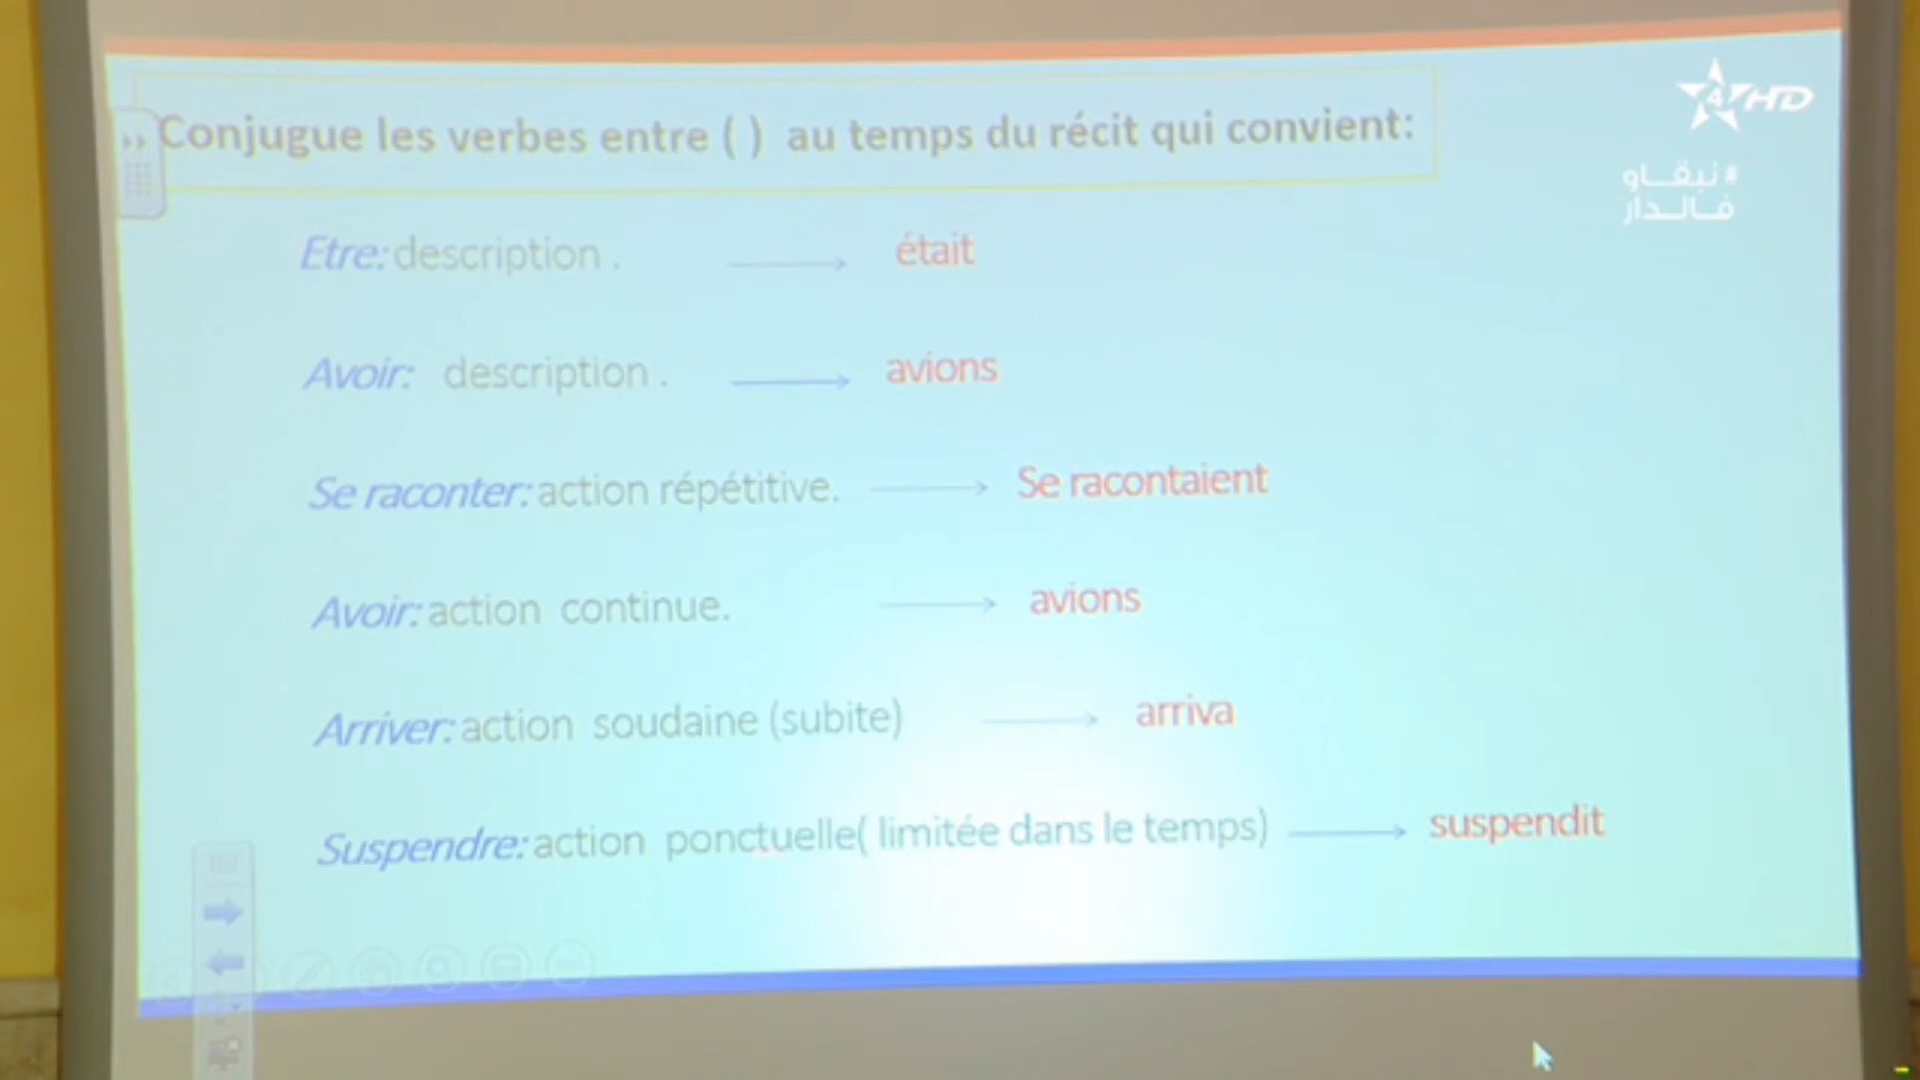 Conjugue les verbes entre ( ) au temps du récit qui convient:
4 HD
#نبقاو
فالدار
Etre: description . était
Avoir: description . avions
Se raconter: action répétitive. Se racontaient
Avoir: action continue. avions
Arriver: action soudaine (subite) arriva
Suspendre: action ponctuelle( limitée dans le temps) suspendit